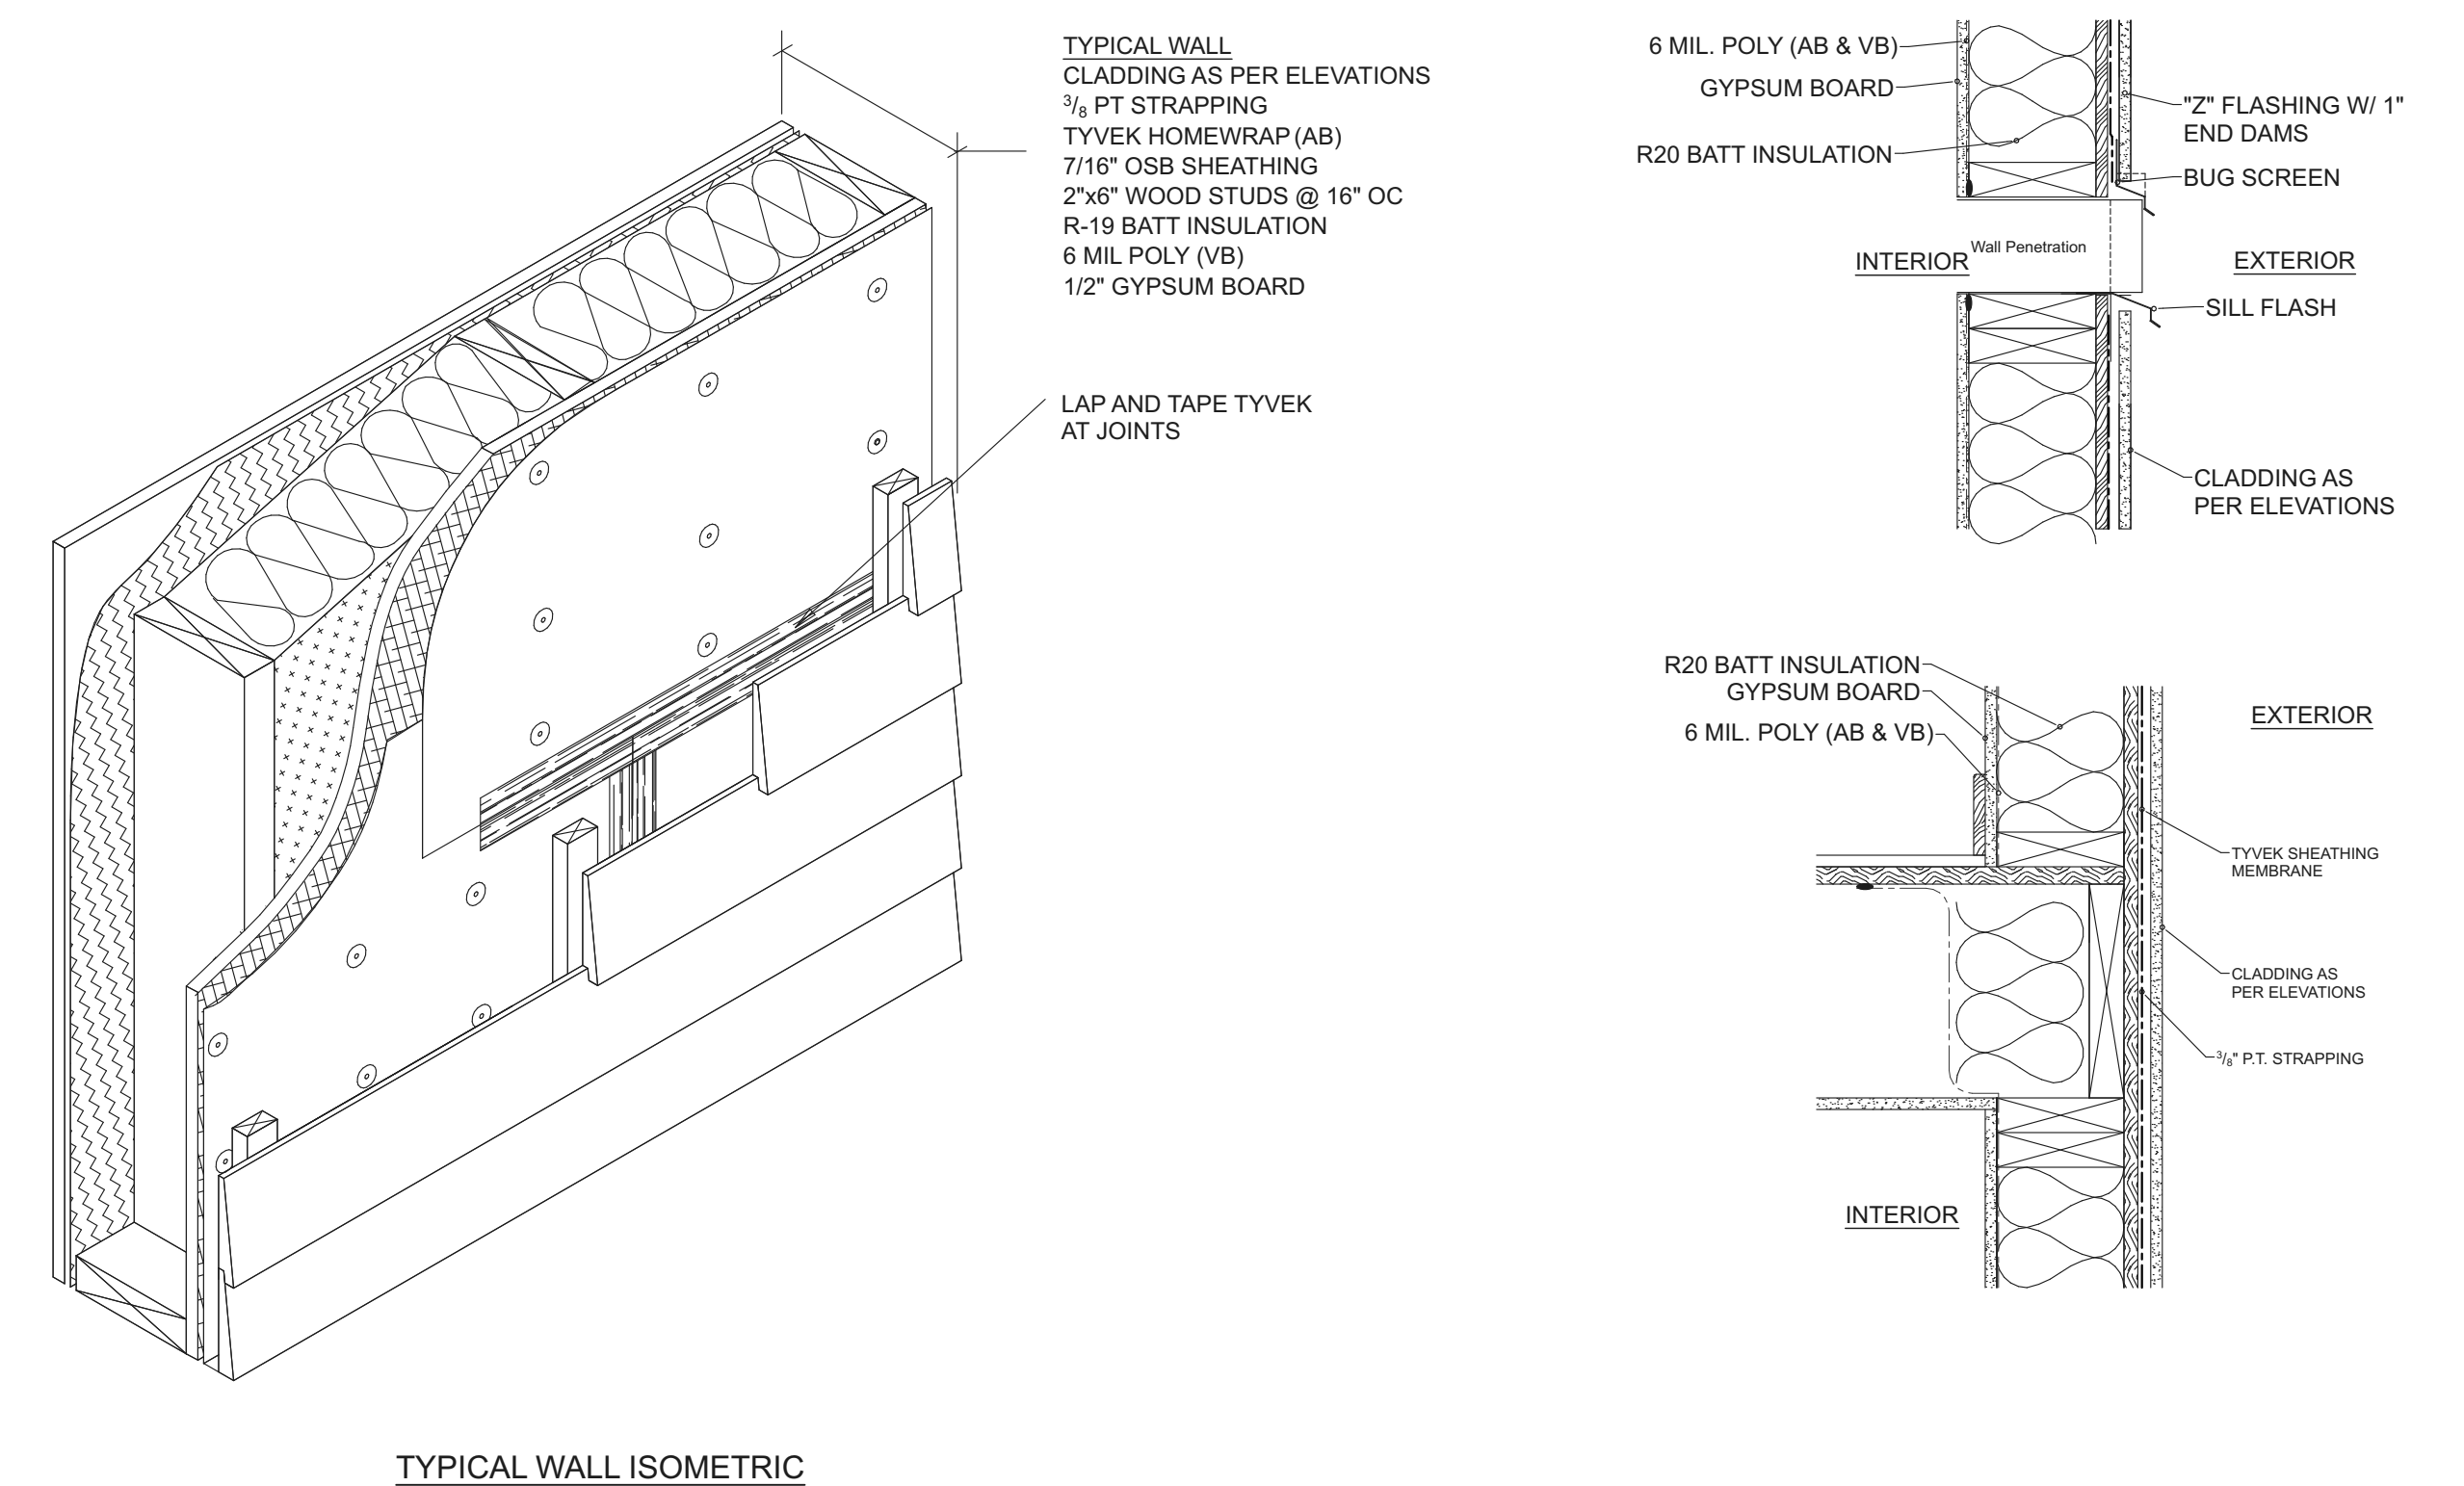 TYPICAL WALL
CLADDING AS PER ELEVATIONS
3/8 PT STRAPPING
TYVEK HOMEWRAP (AB)
7/16" OSB SHEATHING
2"x6" WOOD STUDS @ 16" OC
R-19 BATT INSULATION
6 MIL POLY (VB)
1/2" GYPSUM BOARD
LAP AND TAPE TYVEK
AT JOINTS
TYPICAL WALL ISOMETRIC
6 MIL. POLY (AB & VB)
GYPSUM BOARD
R20 BATT INSULATION
"Z" FLASHING W/ 1"
END DAMS
BUG SCREEN
INTERIOR
Wall Penetration
EXTERIOR
SILL FLASH
CLADDING AS
PER ELEVATIONS
R20 BATT INSULATION
GYPSUM BOARD
6 MIL. POLY (AB & VB)
EXTERIOR
TYVEK SHEATHING
MEMBRANE
CLADDING AS
PER ELEVATIONS
3/8" P.T. STRAPPING
INTERIOR